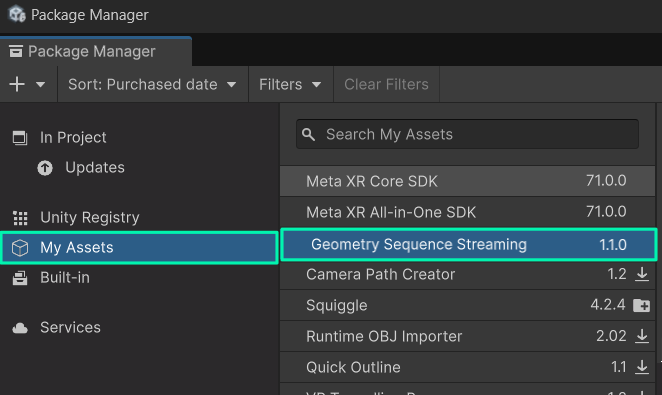 Package Manager
Package Manager
+ Sort: Purchased date Filters Clear Filters
In Project
Updates
Unity Registry
My Assets
Built-in
Services
Search My Assets
Meta XR Core SDK 71.0.0
Meta XR All-in-One SDK 71.0.0
Geometry Sequence Streaming 1.1.0
Camera Path Creator 1.2
Squiggle 4.2.4
Runtime OBJ Importer 2.02
Quick Outline 1.1